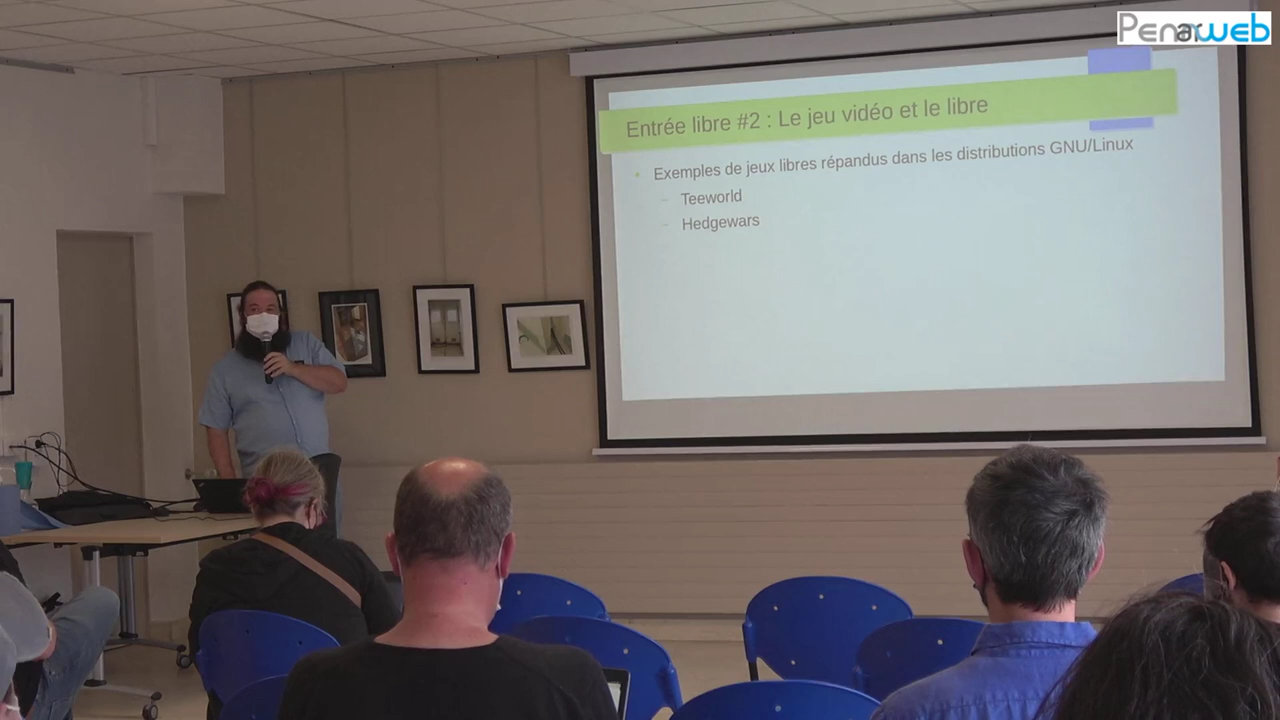 Penarweb
Entrée libre #2 : Le jeu vidéo et le libre
Exemples de jeux libres répandus dans les distributions GNU/Linux
Teeworld
Hedgewars